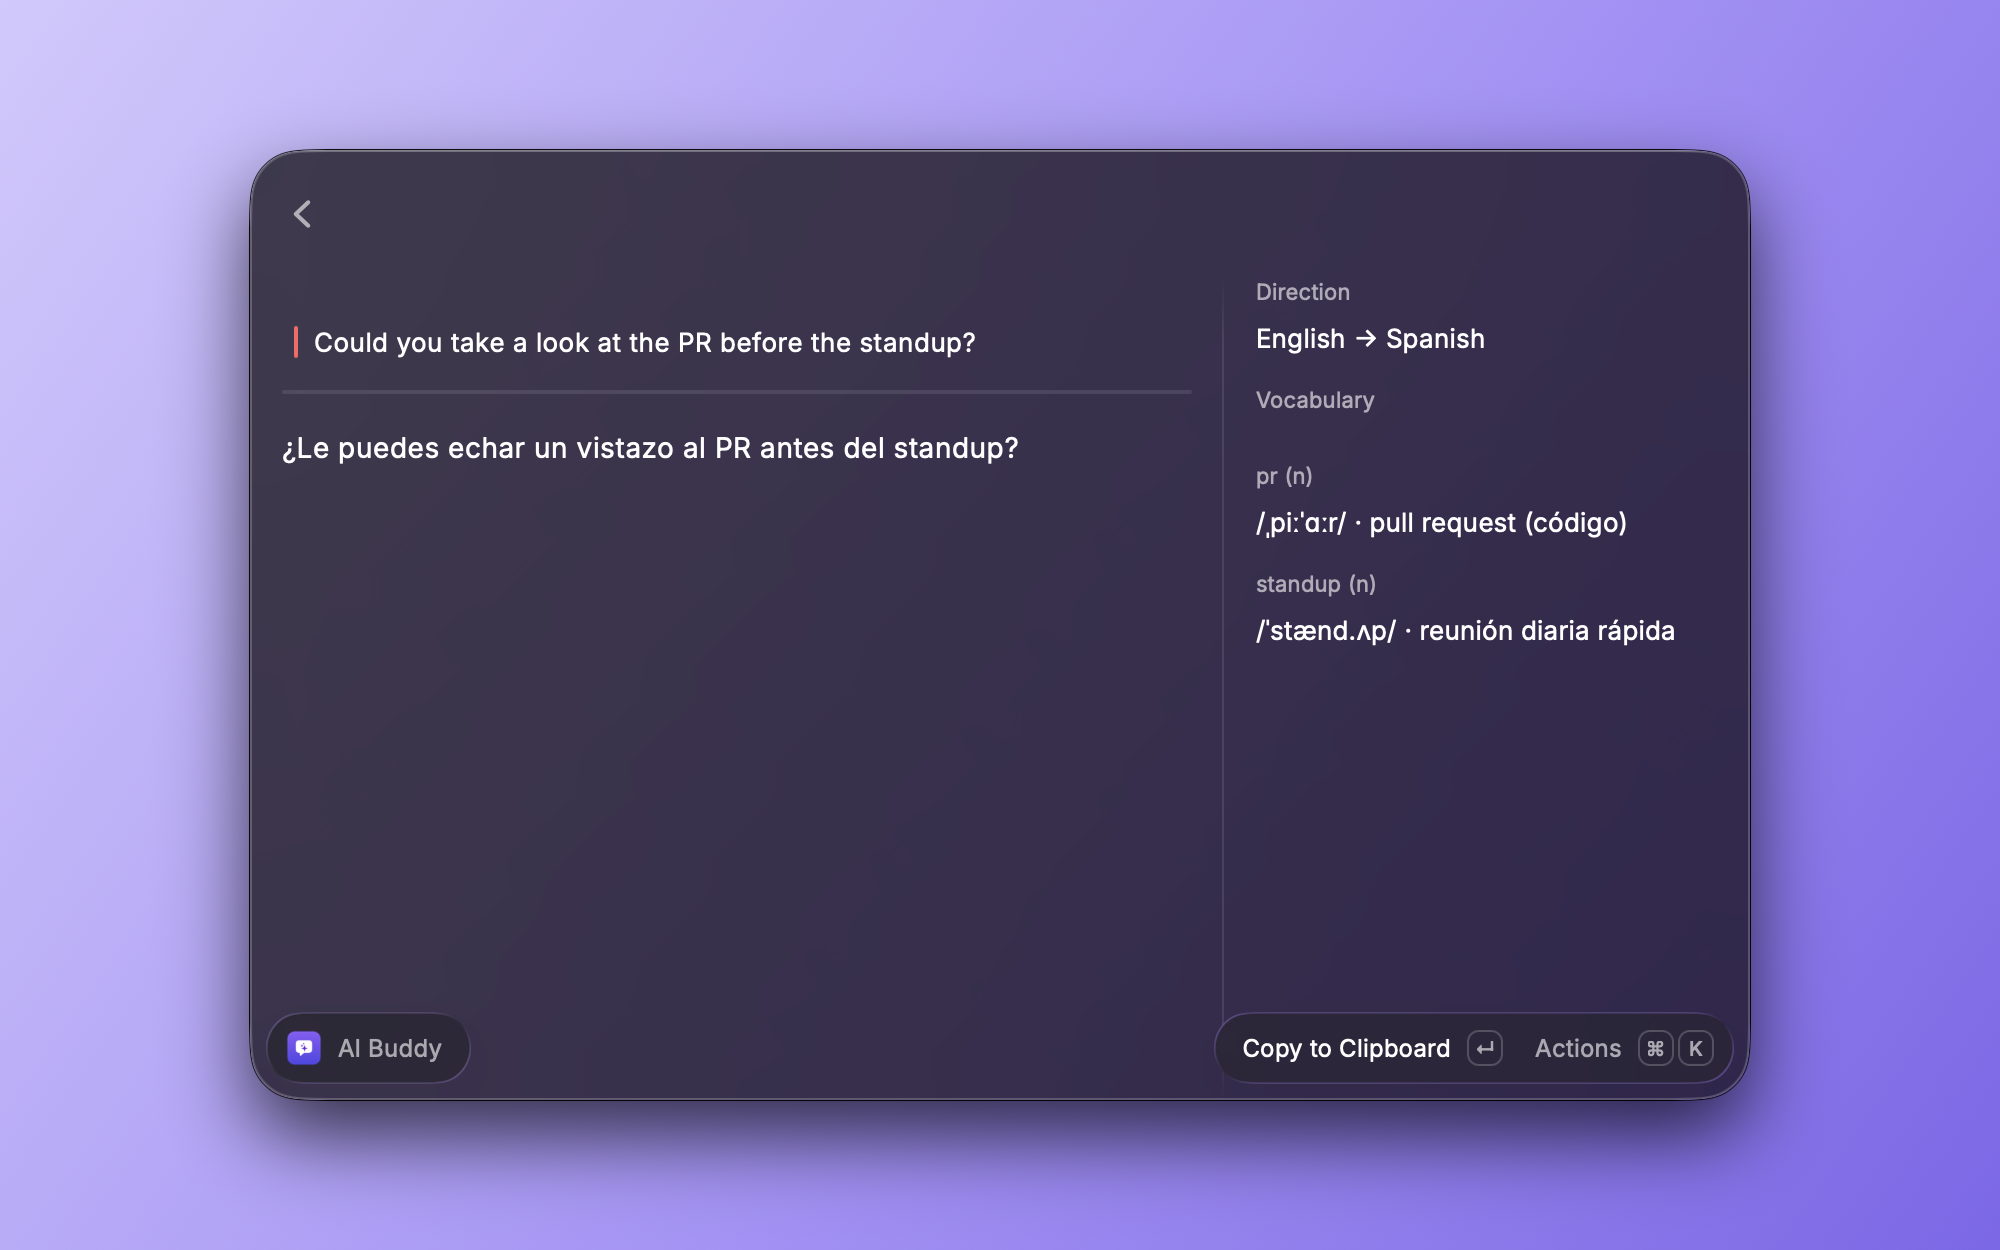 Could you take a look at the PR before the standup?
¿Le puedes echar un vistazo al PR antes del standup?
Direction
English → Spanish
Vocabulary
pr (n)
/ˌpiːˈɑːr/ · pull request (código)
standup (n)
/ˈstænd.ʌp/ · reunión diaria rápida
AI Buddy
Copy to Clipboard ↵ Actions ⌘ K